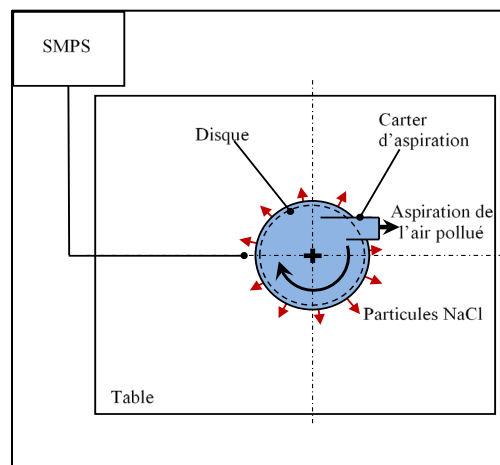 SMPS
Disque
Carter
d'aspiration
Aspiration de
l'air pollué
Particules NaCl
Table